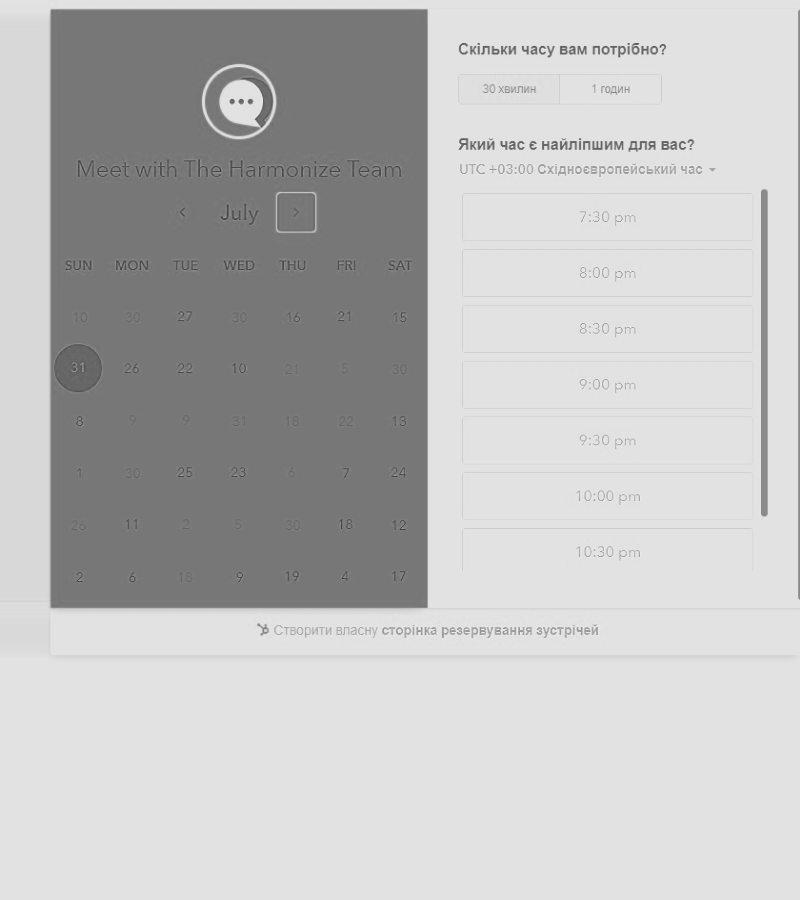 Meet with The Harmonize Team
July
SUN MON TUE WED THU FRI SAT
10 30 27 30 16 21 15
31 26 22 10 21 5 30
8 9 9 31 18 22 13
1 30 25 23 6 7 24
26 11 2 5 30 18 12
2 6 18 9 19 4 17
Скільки часу вам потрібно?
30 хвилин 1 годин
Який час є найліпшим для вас?
UTC +03:00 Східноєвропейський час
7:30 pm
8:00 pm
8:30 pm
9:00 pm
9:30 pm
10:00 pm
10:30 pm
Створити власну сторінка резервування зустрічей